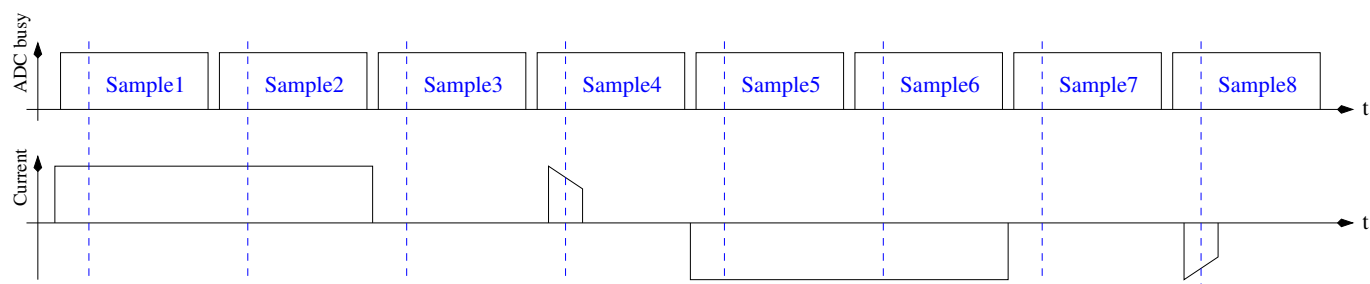 ADC busy
Sample1 Sample2 Sample3 Sample4 Sample5 Sample6 Sample7 Sample8
t
Current
t